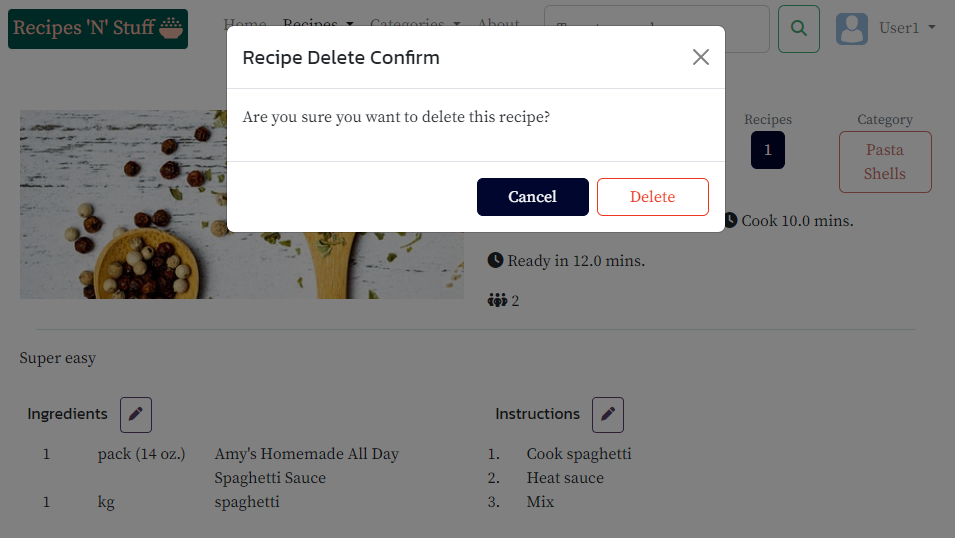 Recipes 'N' Stuff
Home Recipes Categories About
User1
Recipe Delete Confirm
Are you sure you want to delete this recipe?
Cancel Delete
Recipes
1
Category
Pasta
Shells
Cook 10.0 mins.
Ready in 12.0 mins.
2
Super easy
Ingredients
1 pack (14 oz.) Amy's Homemade All Day
Spaghetti Sauce
1 kg spaghetti
Instructions
1. Cook spaghetti
2. Heat sauce
3. Mix